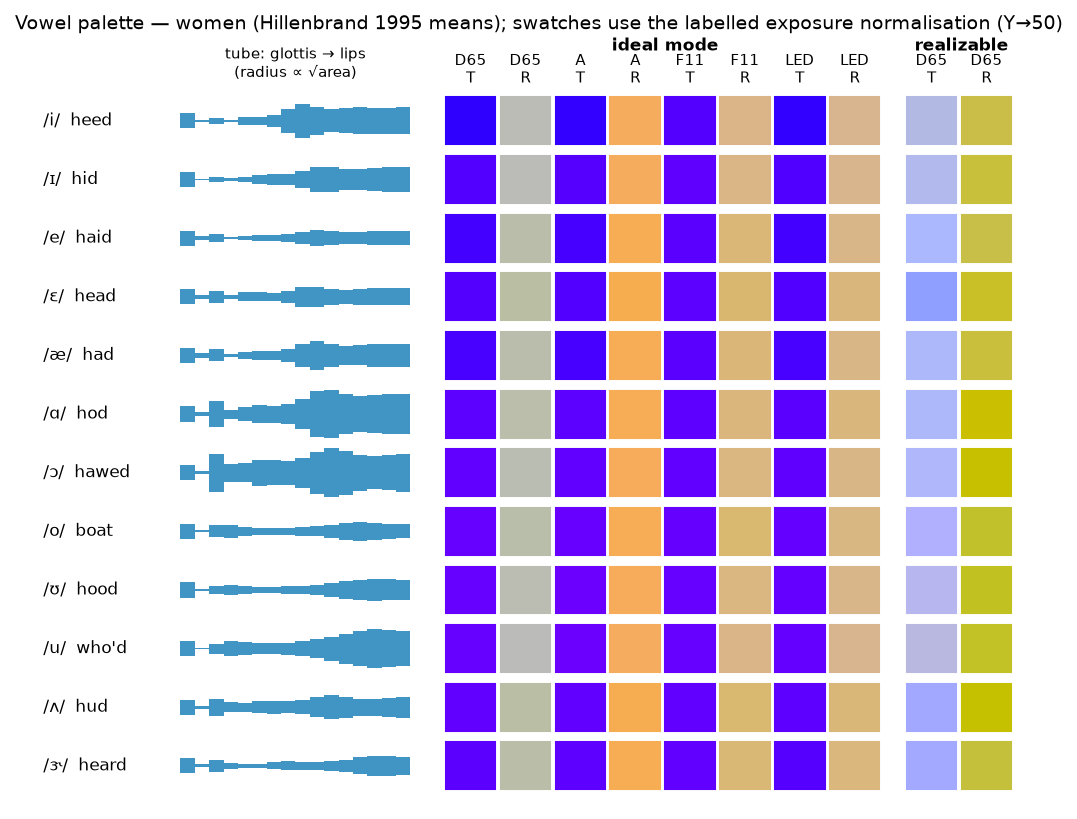 Vowel palette — women (Hillenbrand 1995 means); swatches use the labelled exposure normalisation (Y→50)
tube: glottis → lips
(radius ∝ √area)
ideal mode
realizable
D65 D65 A A F11 F11 LED LED D65 D65
T R T R T R T R T R
/i/ heed
/ɪ/ hid
/e/ haid
/ɛ/ head
/æ/ had
/ɑ/ hod
/ɔ/ hawed
/o/ boat
/ʊ/ hood
/u/ who'd
/ʌ/ hud
/ɝ/ heard